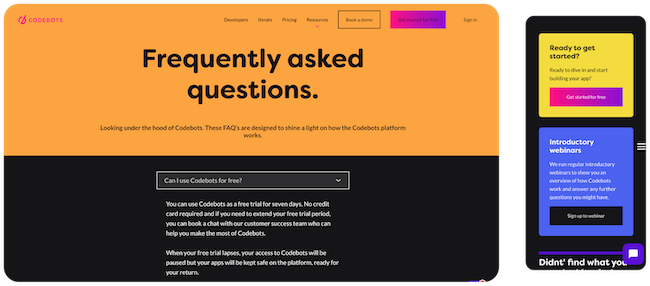 CODEBOTS
Developers Iterate Pricing Resources Book a demo Get started for free Sign in
Frequently asked
questions.
Looking under the hood of Codebots. These FAQ's are designed to shine a light on how the Codebots platform
works.
Can I use Codebots for free?
You can use Codebots as a free trial for seven days. No credit
card required and if you need to extend your free trial period,
you can book a chat with our customer success team who can
help you make the most of Codebots.
When your free trial lapses, your access to Codebots will be
paused but your apps will be kept safe on the platform, ready for
your return.
Ready to get
started?
Ready to dive in and start
building your app?
Get started for free
Introductory
webinars
We run regular introductory
webinars to show you an
overview of how Codebots
work and answer any further
questions you might have.
Sign up to webinar
Didnt' find what you